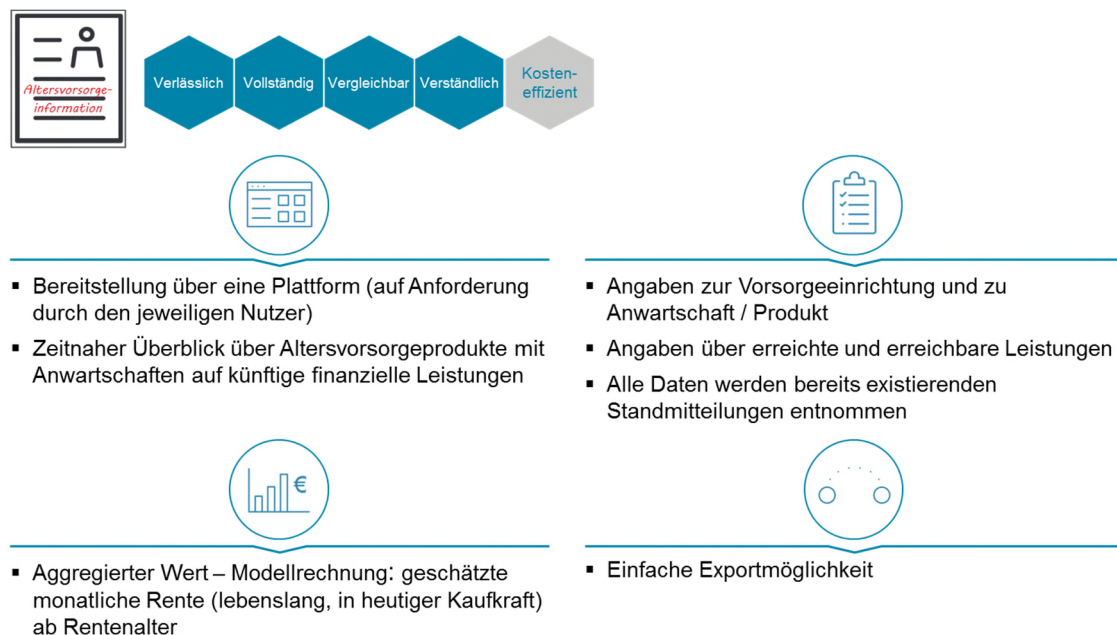 Altersvorsorge-
information
Verlässlich
Vollständig
Vergleichbar
Verständlich
Kosten-
effizient
▪ Bereitstellung über eine Plattform (auf Anforderung
durch den jeweiligen Nutzer)
▪ Zeitnaher Überblick über Altersvorsorgeprodukte mit
Anwartschaften auf künftige finanzielle Leistungen
▪ Angaben zur Vorsorgeeinrichtung und zu
Anwartschaft / Produkt
▪ Angaben über erreichte und erreichbare Leistungen
▪ Alle Daten werden bereits existierenden
Standmitteilungen entnommen
€
▪ Aggregierter Wert – Modellrechnung: geschätzte
monatliche Rente (lebenslang, in heutiger Kaufkraft)
ab Rentenalter
▪ Einfache Exportmöglichkeit